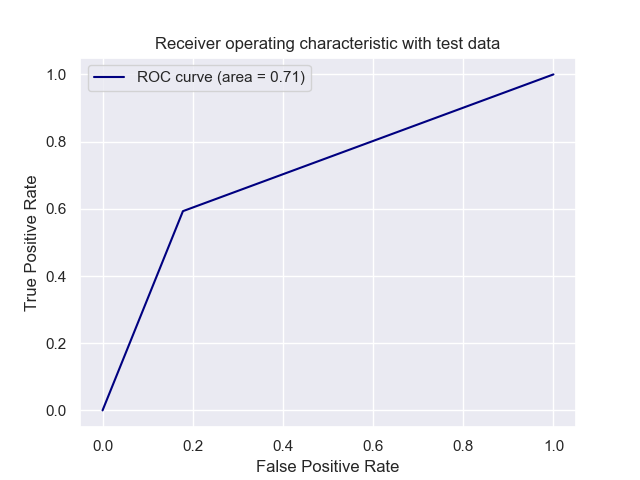 Receiver operating characteristic with test data
ROC curve (area = 0.71)
True Positive Rate
1.0
0.8
0.6
0.4
0.2
0.0
0.0 0.2 0.4 0.6 0.8 1.0
False Positive Rate